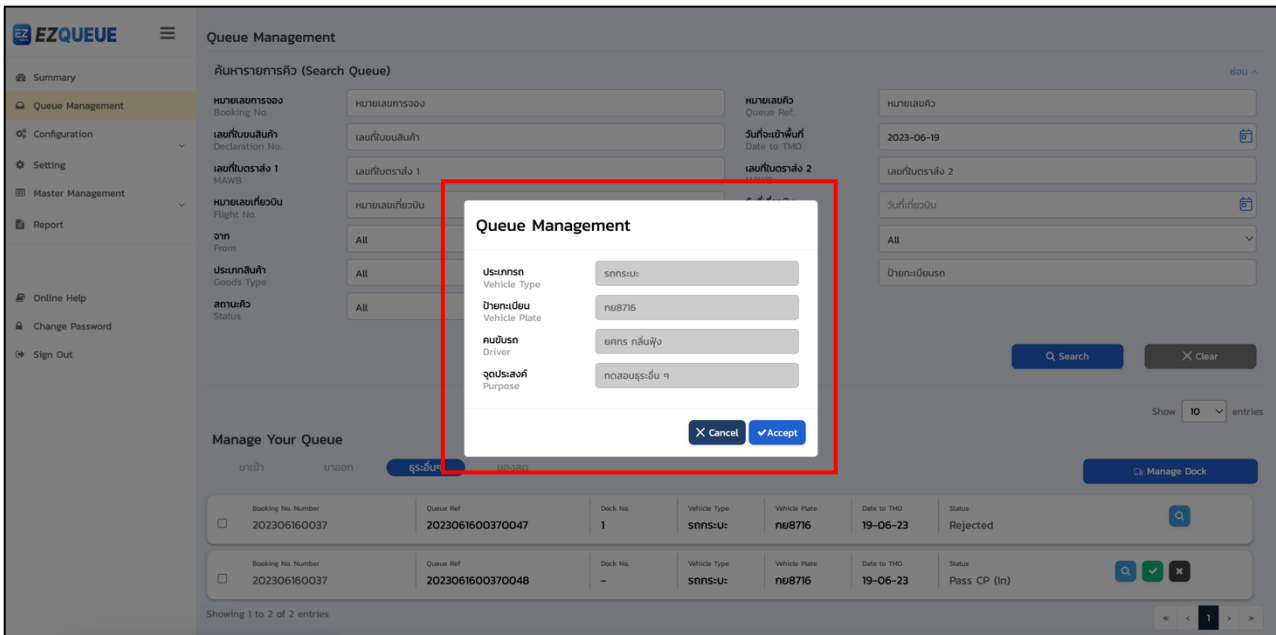 EZ EZQUEUE
Queue Management
Summary
Queue Management
Configuration
Setting
Master Management
Report
Online Help
Change Password
Sign Out
ค้นหารายการคิว (Search Queue)
ซ่อน
หมายเลขการจอง
Booking No.
หมายเลขการจอง
หมายเลขคิว
Queue Ref.
หมายเลขคิว
เลขที่ใบขนสินค้า
Declaration No.
เลขที่ใบขนสินค้า
วันที่จะเข้าพื้นที่
Date to TMO
2023-06-19
เลขที่ใบตราส่ง 1
MAWB
เลขที่ใบตราส่ง 1
เลขที่ใบตราส่ง 2
เลขที่ใบตราส่ง 2
หมายเลขเที่ยวบิน
Flight No.
หมายเลขเที่ยวบิน
วันที่เที่ยวบิน
จาก
From
All
All
ประเภทสินค้า
Goods Type
All
ป้ายทะเบียนรถ
สถานะคิว
Status
All
Search
Clear
Queue Management
ประเภทรถ
Vehicle Type
รถกระบะ
ป้ายทะเบียน
Vehicle Plate
กย8716
คนขับรถ
Driver
ยศกร กลิ่นฟุ้ง
จุดประสงค์
Purpose
ทดสอบธุระอื่น ๆ
Cancel
Accept
Show 10 entries
Manage Your Queue
ขาเข้า ขาออก ธุระอื่นๆ ของสด
Manage Dock
Booking No. Number Queue Ref Dock No. Vehicle Type Vehicle Plate Date to TMO Status
202306160037 2023061600370047 1 รถกระบะ กย8716 19-06-23 Rejected
Booking No. Number Queue Ref Dock No. Vehicle Type Vehicle Plate Date to TMO Status
202306160037 2023061600370048 - รถกระบะ กย8716 19-06-23 Pass CP (In)
Showing 1 to 2 of 2 entries
« ‹ 1 › »